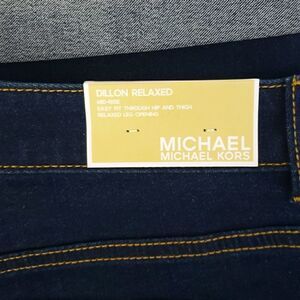 DILLON RELAXED
MID-RISE
EASY FIT THROUGH HIP AND THIGH
RELAXED LEG OPENING
MICHAEL
MICHAEL KORS